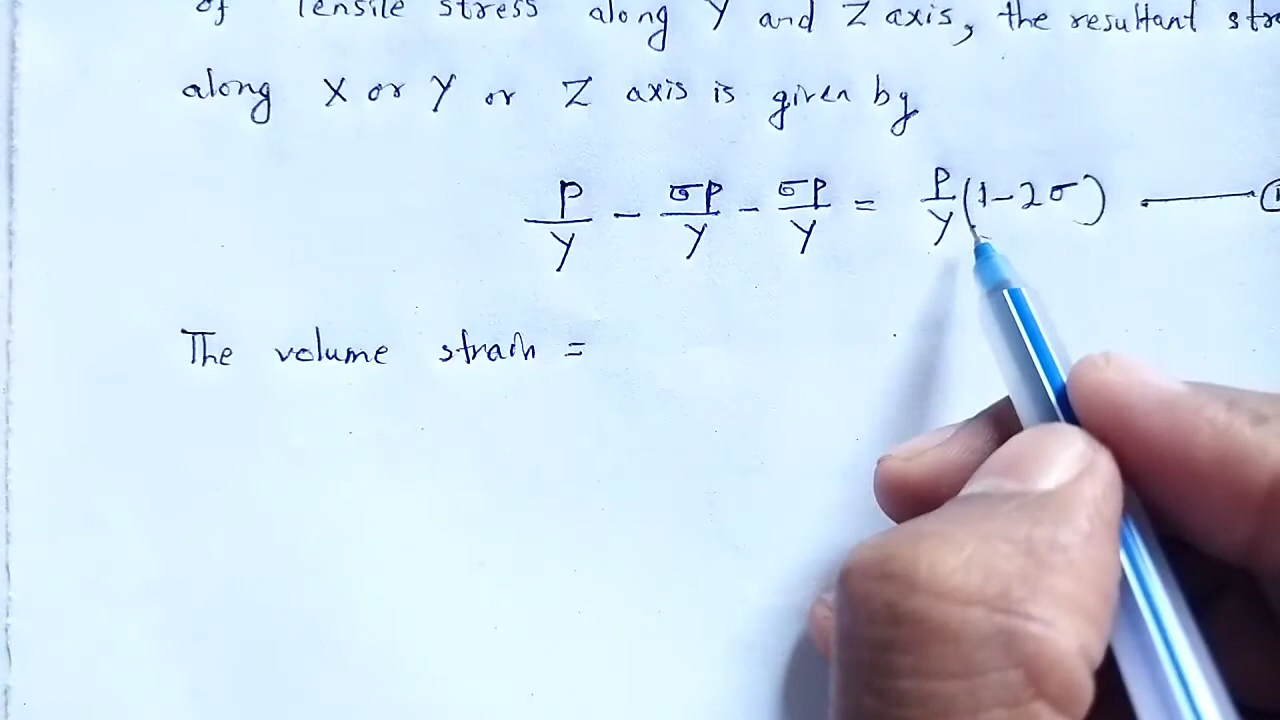 of Tensile stress along Y and Z axis, the resultant
along X or Y or Z axis is given by
P/Y - σP/Y - σP/Y = P/Y (1-2σ)
The volume strain =